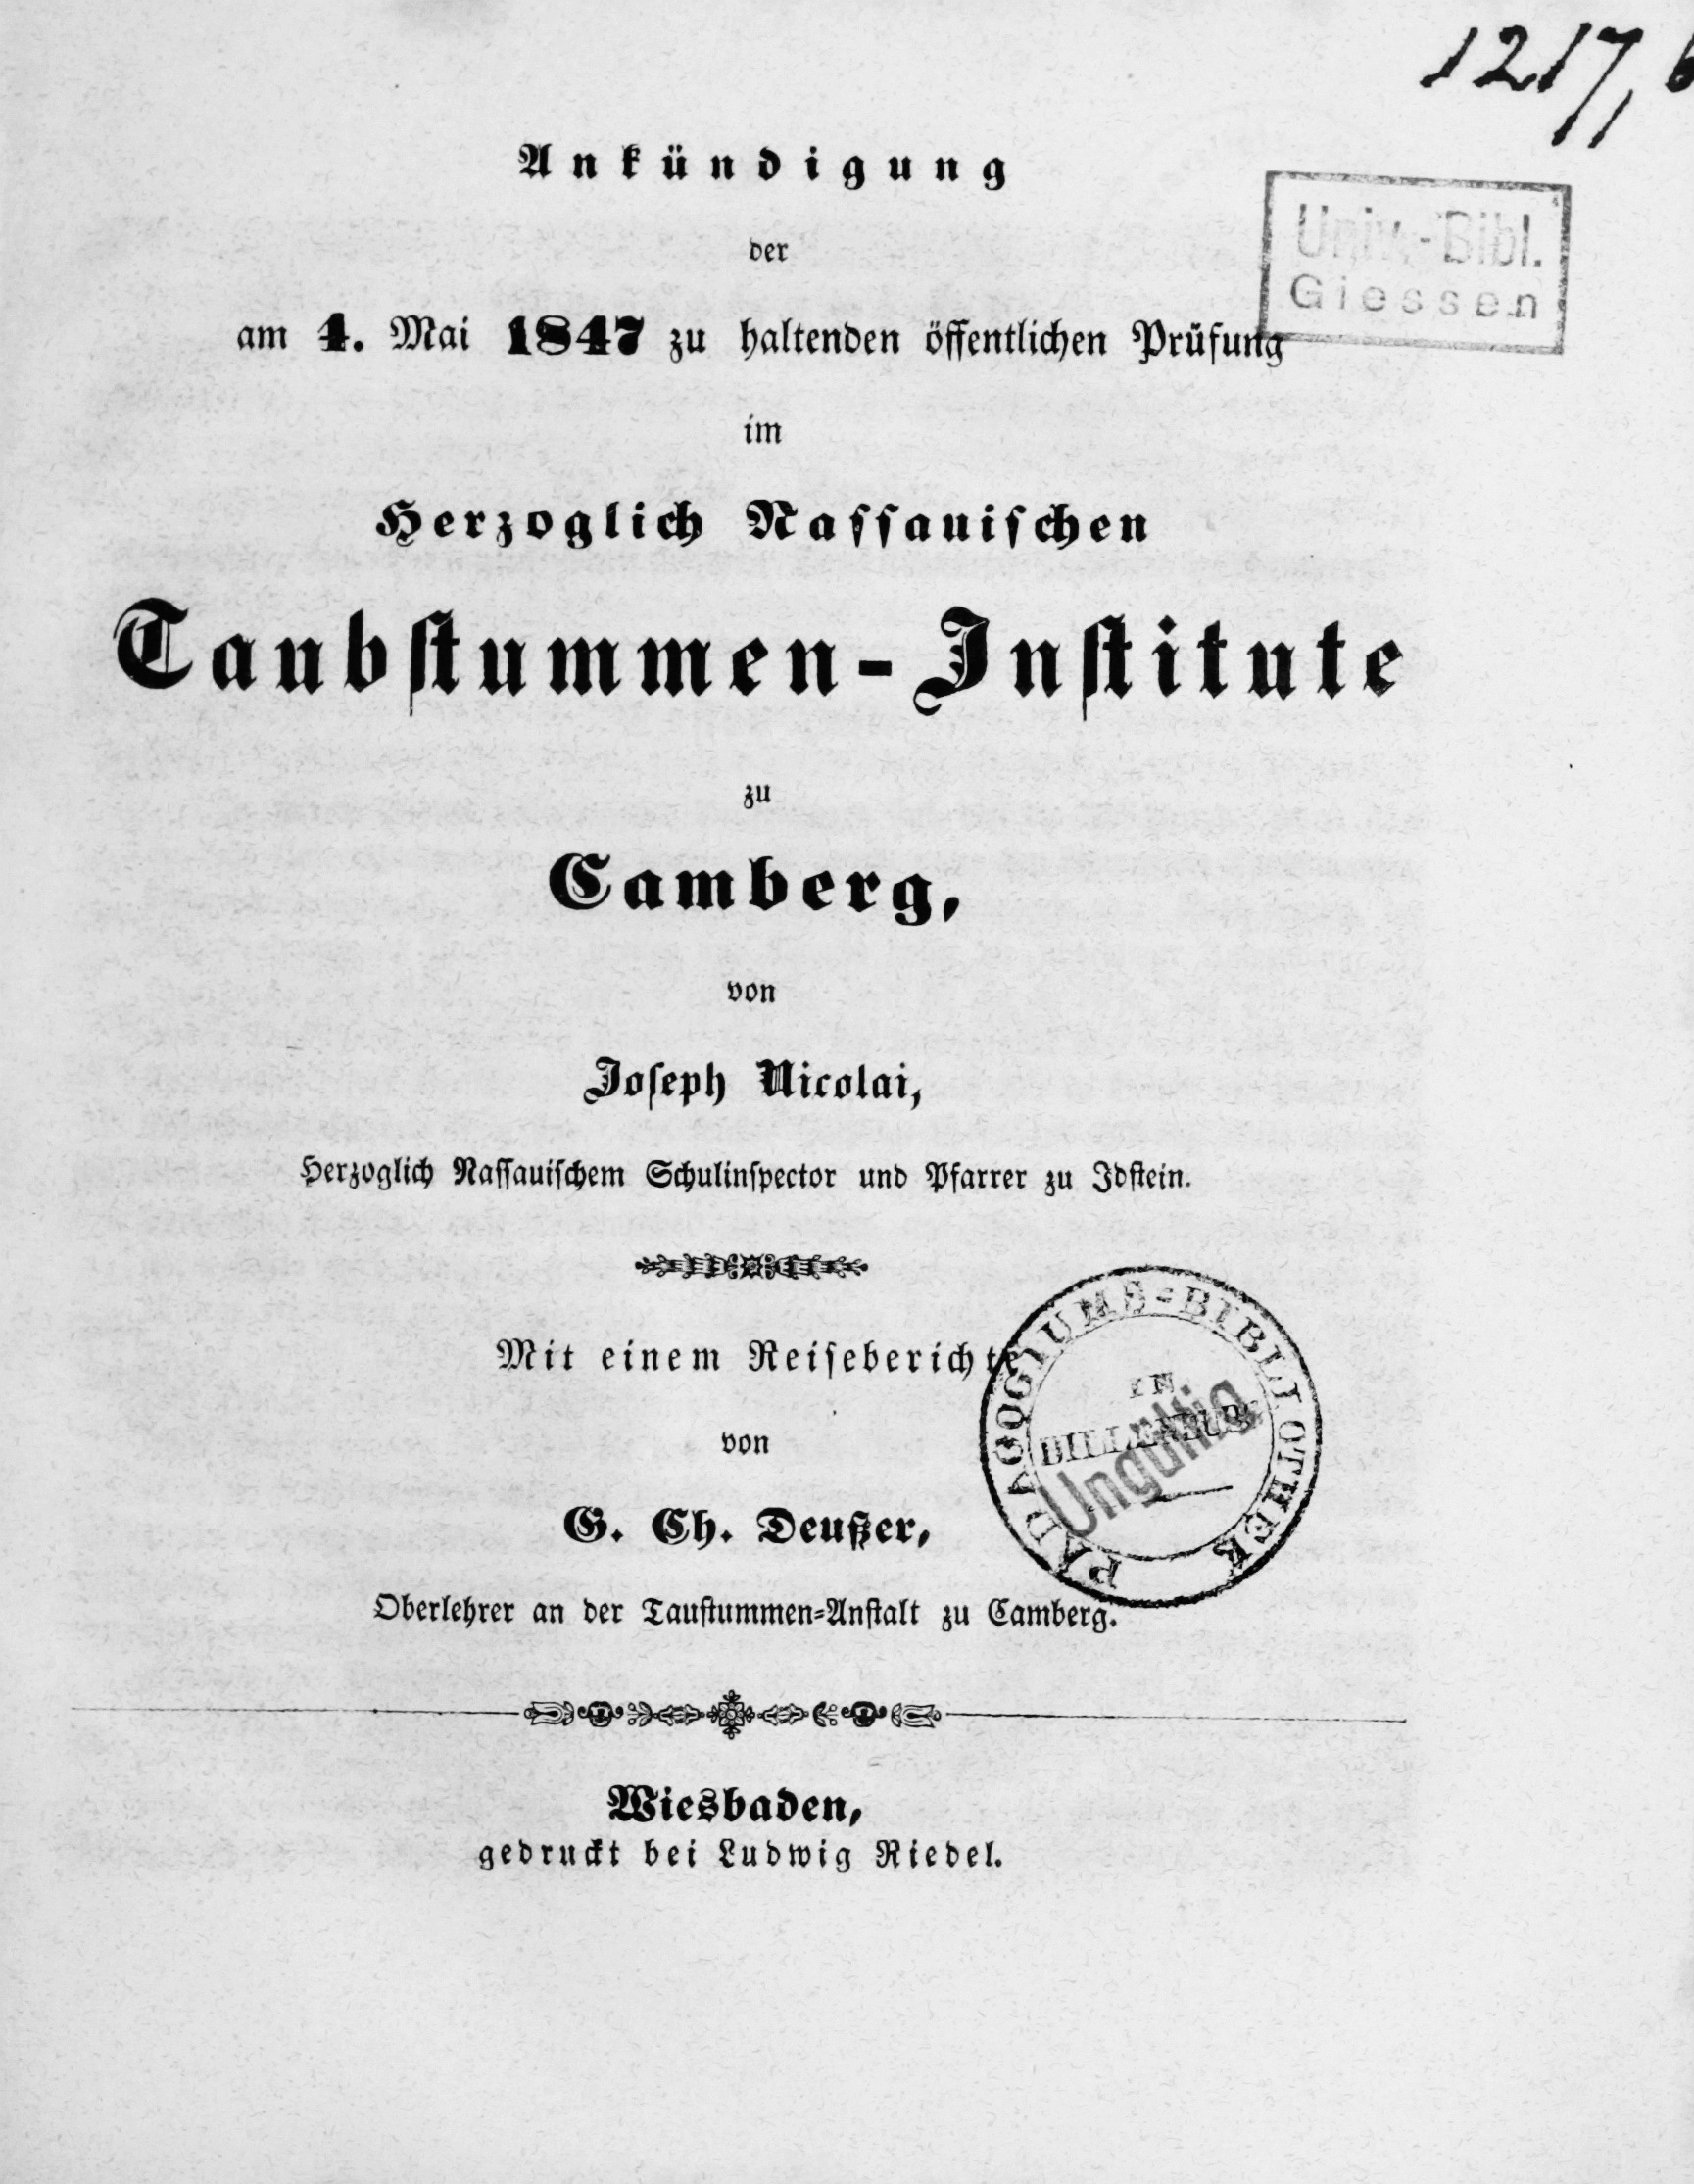 1217,
Univ.-Bibl.
Giessen
Ankündigung
der
am 4. Mai 1847 zu haltenden öffentlichen Prüfung
im
Herzoglich Nassauischen
Taubstummen-Institute
zu
Camberg,
von
Joseph Nicolai,
Herzoglich Nassauischem Schulinspector und Pfarrer zu Idstein.
Mit einem Reiseberichte
von
G. Ch. Deußer,
Oberlehrer an der Taustummen-Anstalt zu Camberg.
PADAGOGIUMS-BIBLIOTHEK
IN
Ungültig
Wiesbaden,
gedruckt bei Ludwig Riedel.